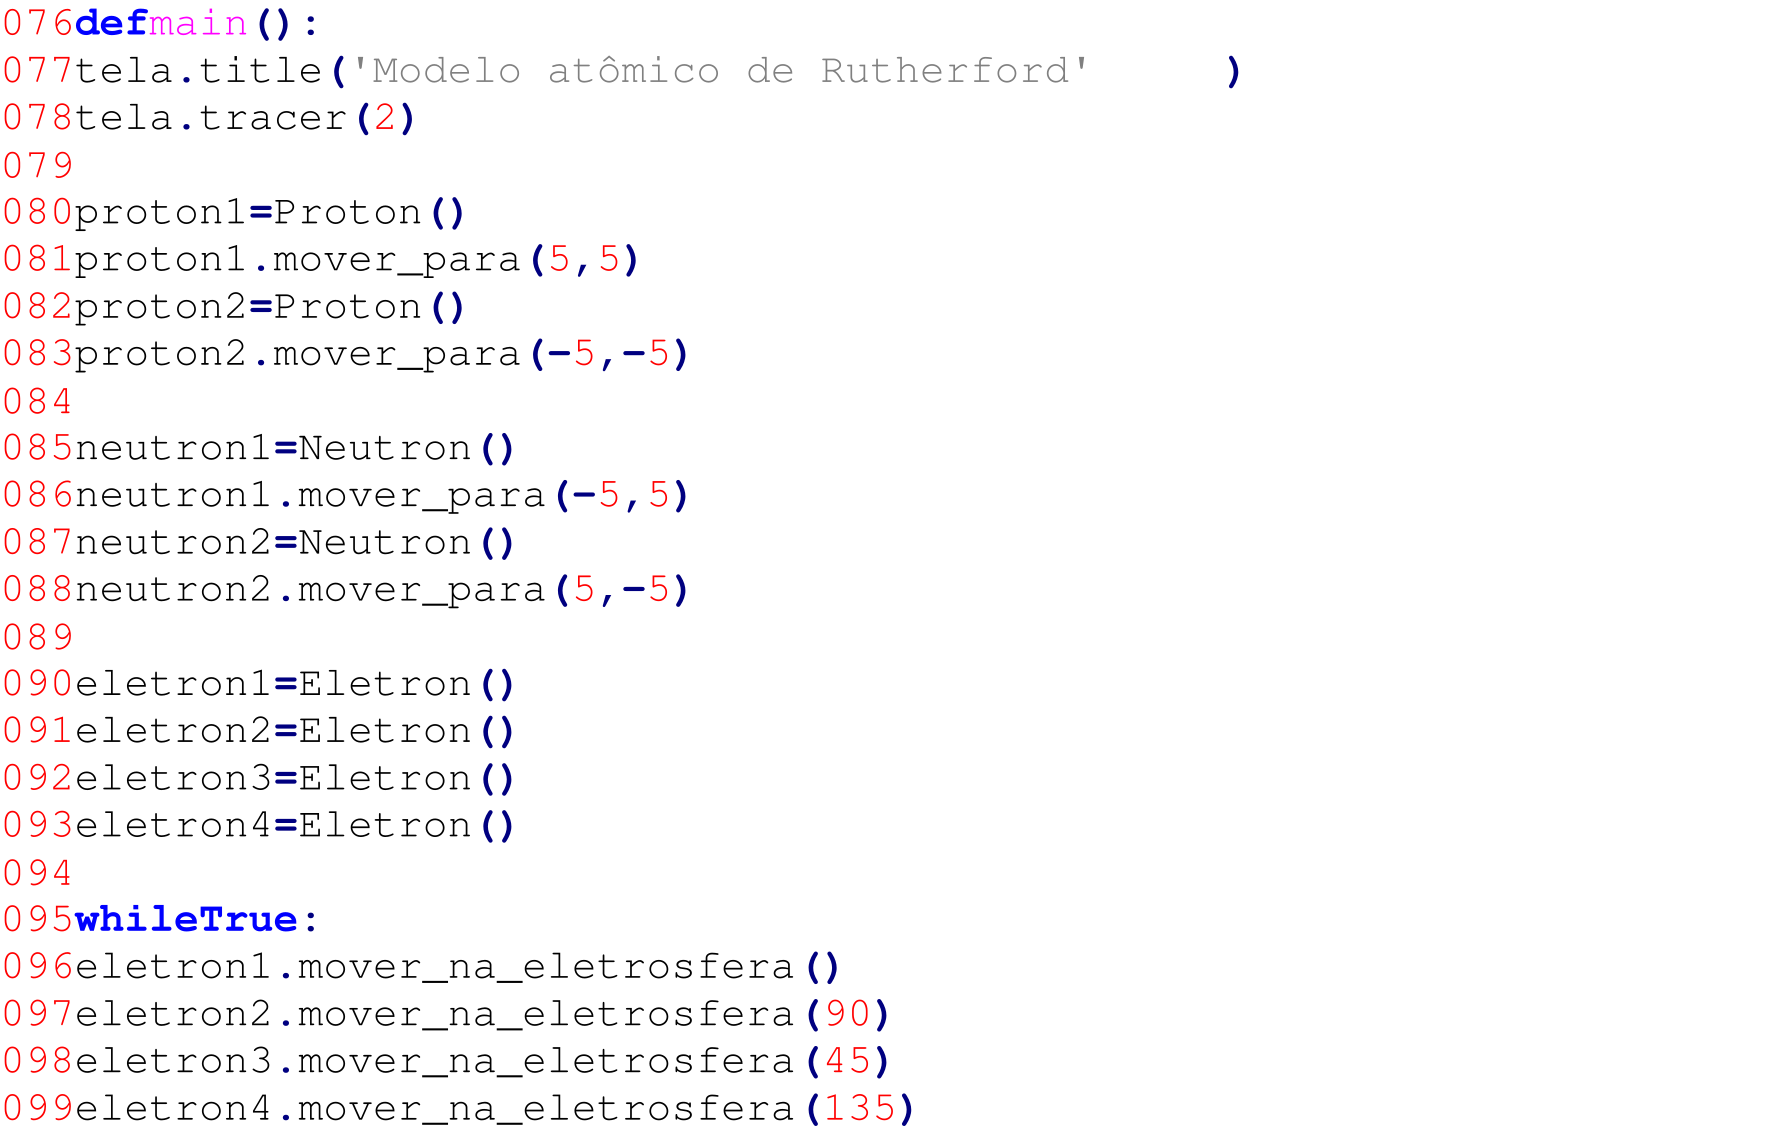 076defmain():
077tela.title('Modelo atômico de Rutherford' )
078tela.tracer(2)
079
080proton1=Proton()
081proton1.mover_para(5,5)
082proton2=Proton()
083proton2.mover_para(-5,-5)
084
085neutron1=Neutron()
086neutron1.mover_para(-5,5)
087neutron2=Neutron()
088neutron2.mover_para(5,-5)
089
090eletron1=Eletron()
091eletron2=Eletron()
092eletron3=Eletron()
093eletron4=Eletron()
094
095whileTrue:
096eletron1.mover_na_eletrosfera()
097eletron2.mover_na_eletrosfera(90)
098eletron3.mover_na_eletrosfera(45)
099eletron4.mover_na_eletrosfera(135)